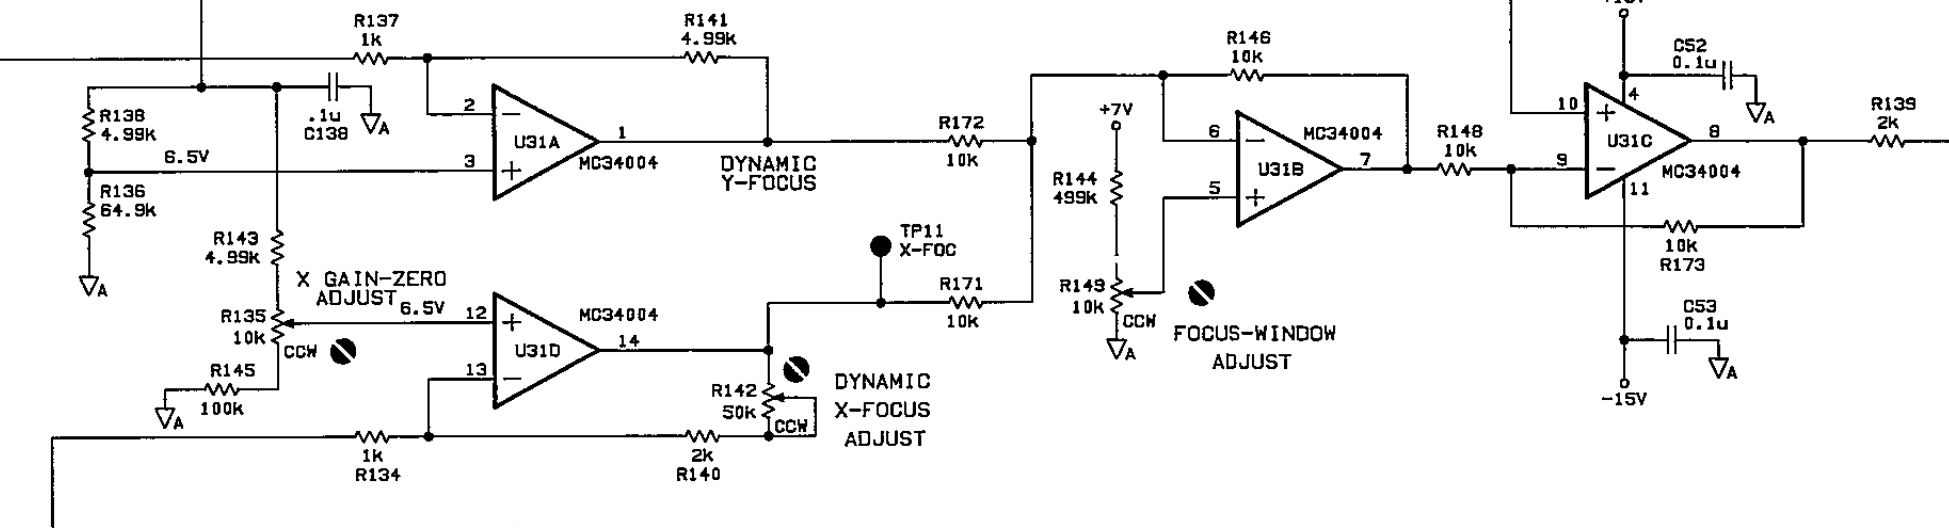 R137
1k
R141
4.99k
R138
4.99k
.1u
C138
A
6.5V
2
3
U31A
1
MC34004
DYNAMIC
Y-FOCUS
R136
64.9k
A
R143
4.99k
X GAIN-ZERO
ADJUST
6.5V
R135
10k
CCW
R145
100k
A
12
13
U31D
14
MC34004
R142
50k
CCW
DYNAMIC
X-FOCUS
ADJUST
1k
R134
2k
R140
TP11
X-FOC
R172
10k
R171
10k
+7V
R144
499k
R149
10k
CCW
A
FOCUS-WINDOW
ADJUST
R146
10k
6
5
U31B
MC34004
7
R148
10k
10
9
4
U31C
8
11
MC34004
C52
0.1u
A
R139
2k
10k
R173
C53
0.1u
A
-15V